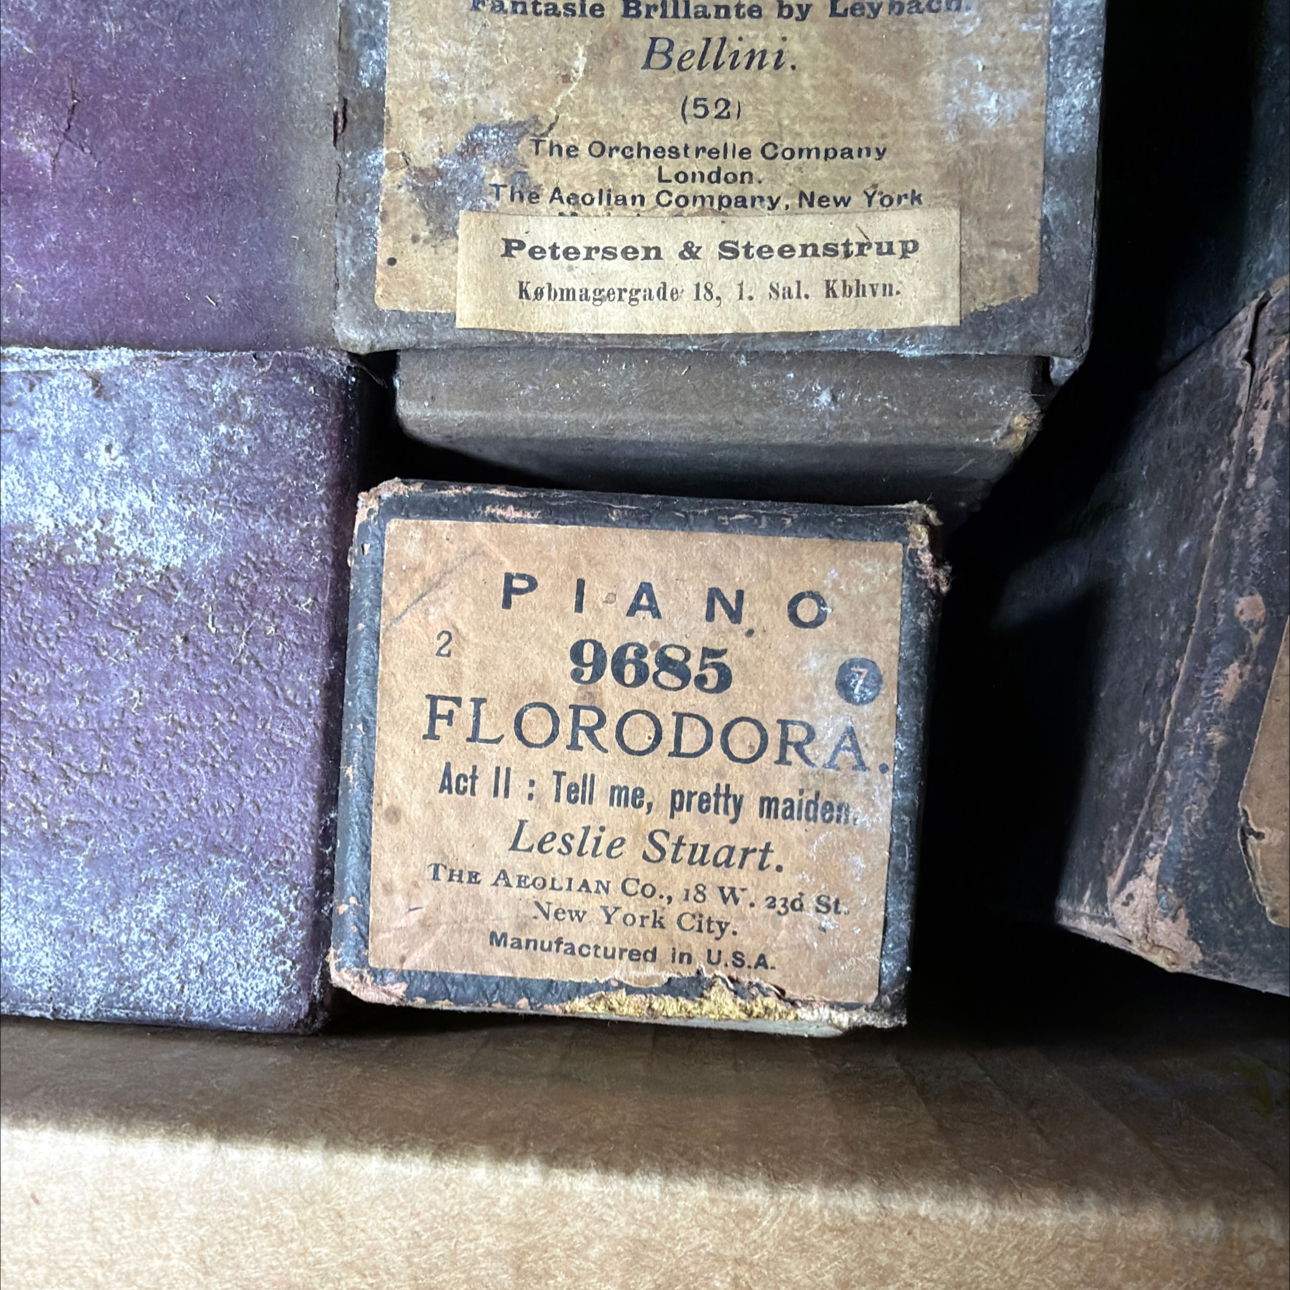 Fantasie Brillante by Leybach.
Bellini.
(52)
The Orchestrelle Company
London.
The Aeolian Company, New York
Petersen & Steenstrup
Købmagergade 18, 1. Sal. Kbhvn.
PIANO
2
9685
7
FLORODORA.
Act II : Tell me, pretty maiden.
Leslie Stuart.
THE AEOLIAN CO., 18 W. 23d St.
New York City.
Manufactured in U.S.A.